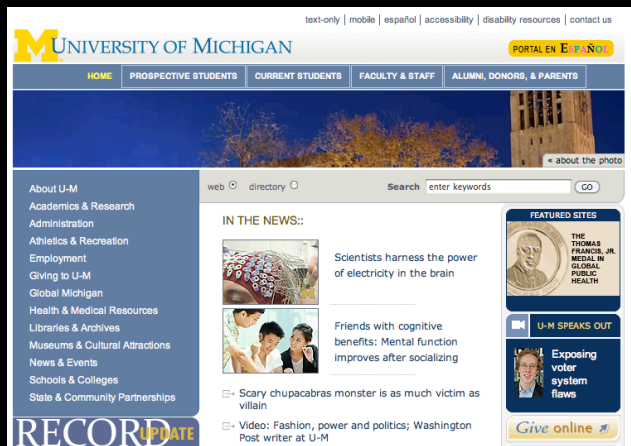 text-only | mobile | español | accessibility | disability resources | contact us
M UNIVERSITY OF MICHIGAN
PORTAL EN ESPAÑOL
HOME PROSPECTIVE STUDENTS CURRENT STUDENTS FACULTY & STAFF ALUMNI, DONORS, & PARENTS
« about the photo
web directory Search enter keywords GO
About U-M
Academics & Research
Administration
Athletics & Recreation
Employment
Giving to U-M
Global Michigan
Health & Medical Resources
Libraries & Archives
Museums & Cultural Attractions
News & Events
Schools & Colleges
State & Community Partnerships
RECORD UPDATE
IN THE NEWS::
M
Scientists harness the power
of electricity in the brain
Friends with cognitive
benefits: Mental function
improves after socializing
Scary chupacabras monster is as much victim as
villain
Video: Fashion, power and politics; Washington
Post writer at U-M
FEATURED SITES
THE
THOMAS
FRANCIS, JR.
MEDAL IN
GLOBAL
PUBLIC
HEALTH
U-M SPEAKS OUT
Exposing
voter
system
flaws
Give online